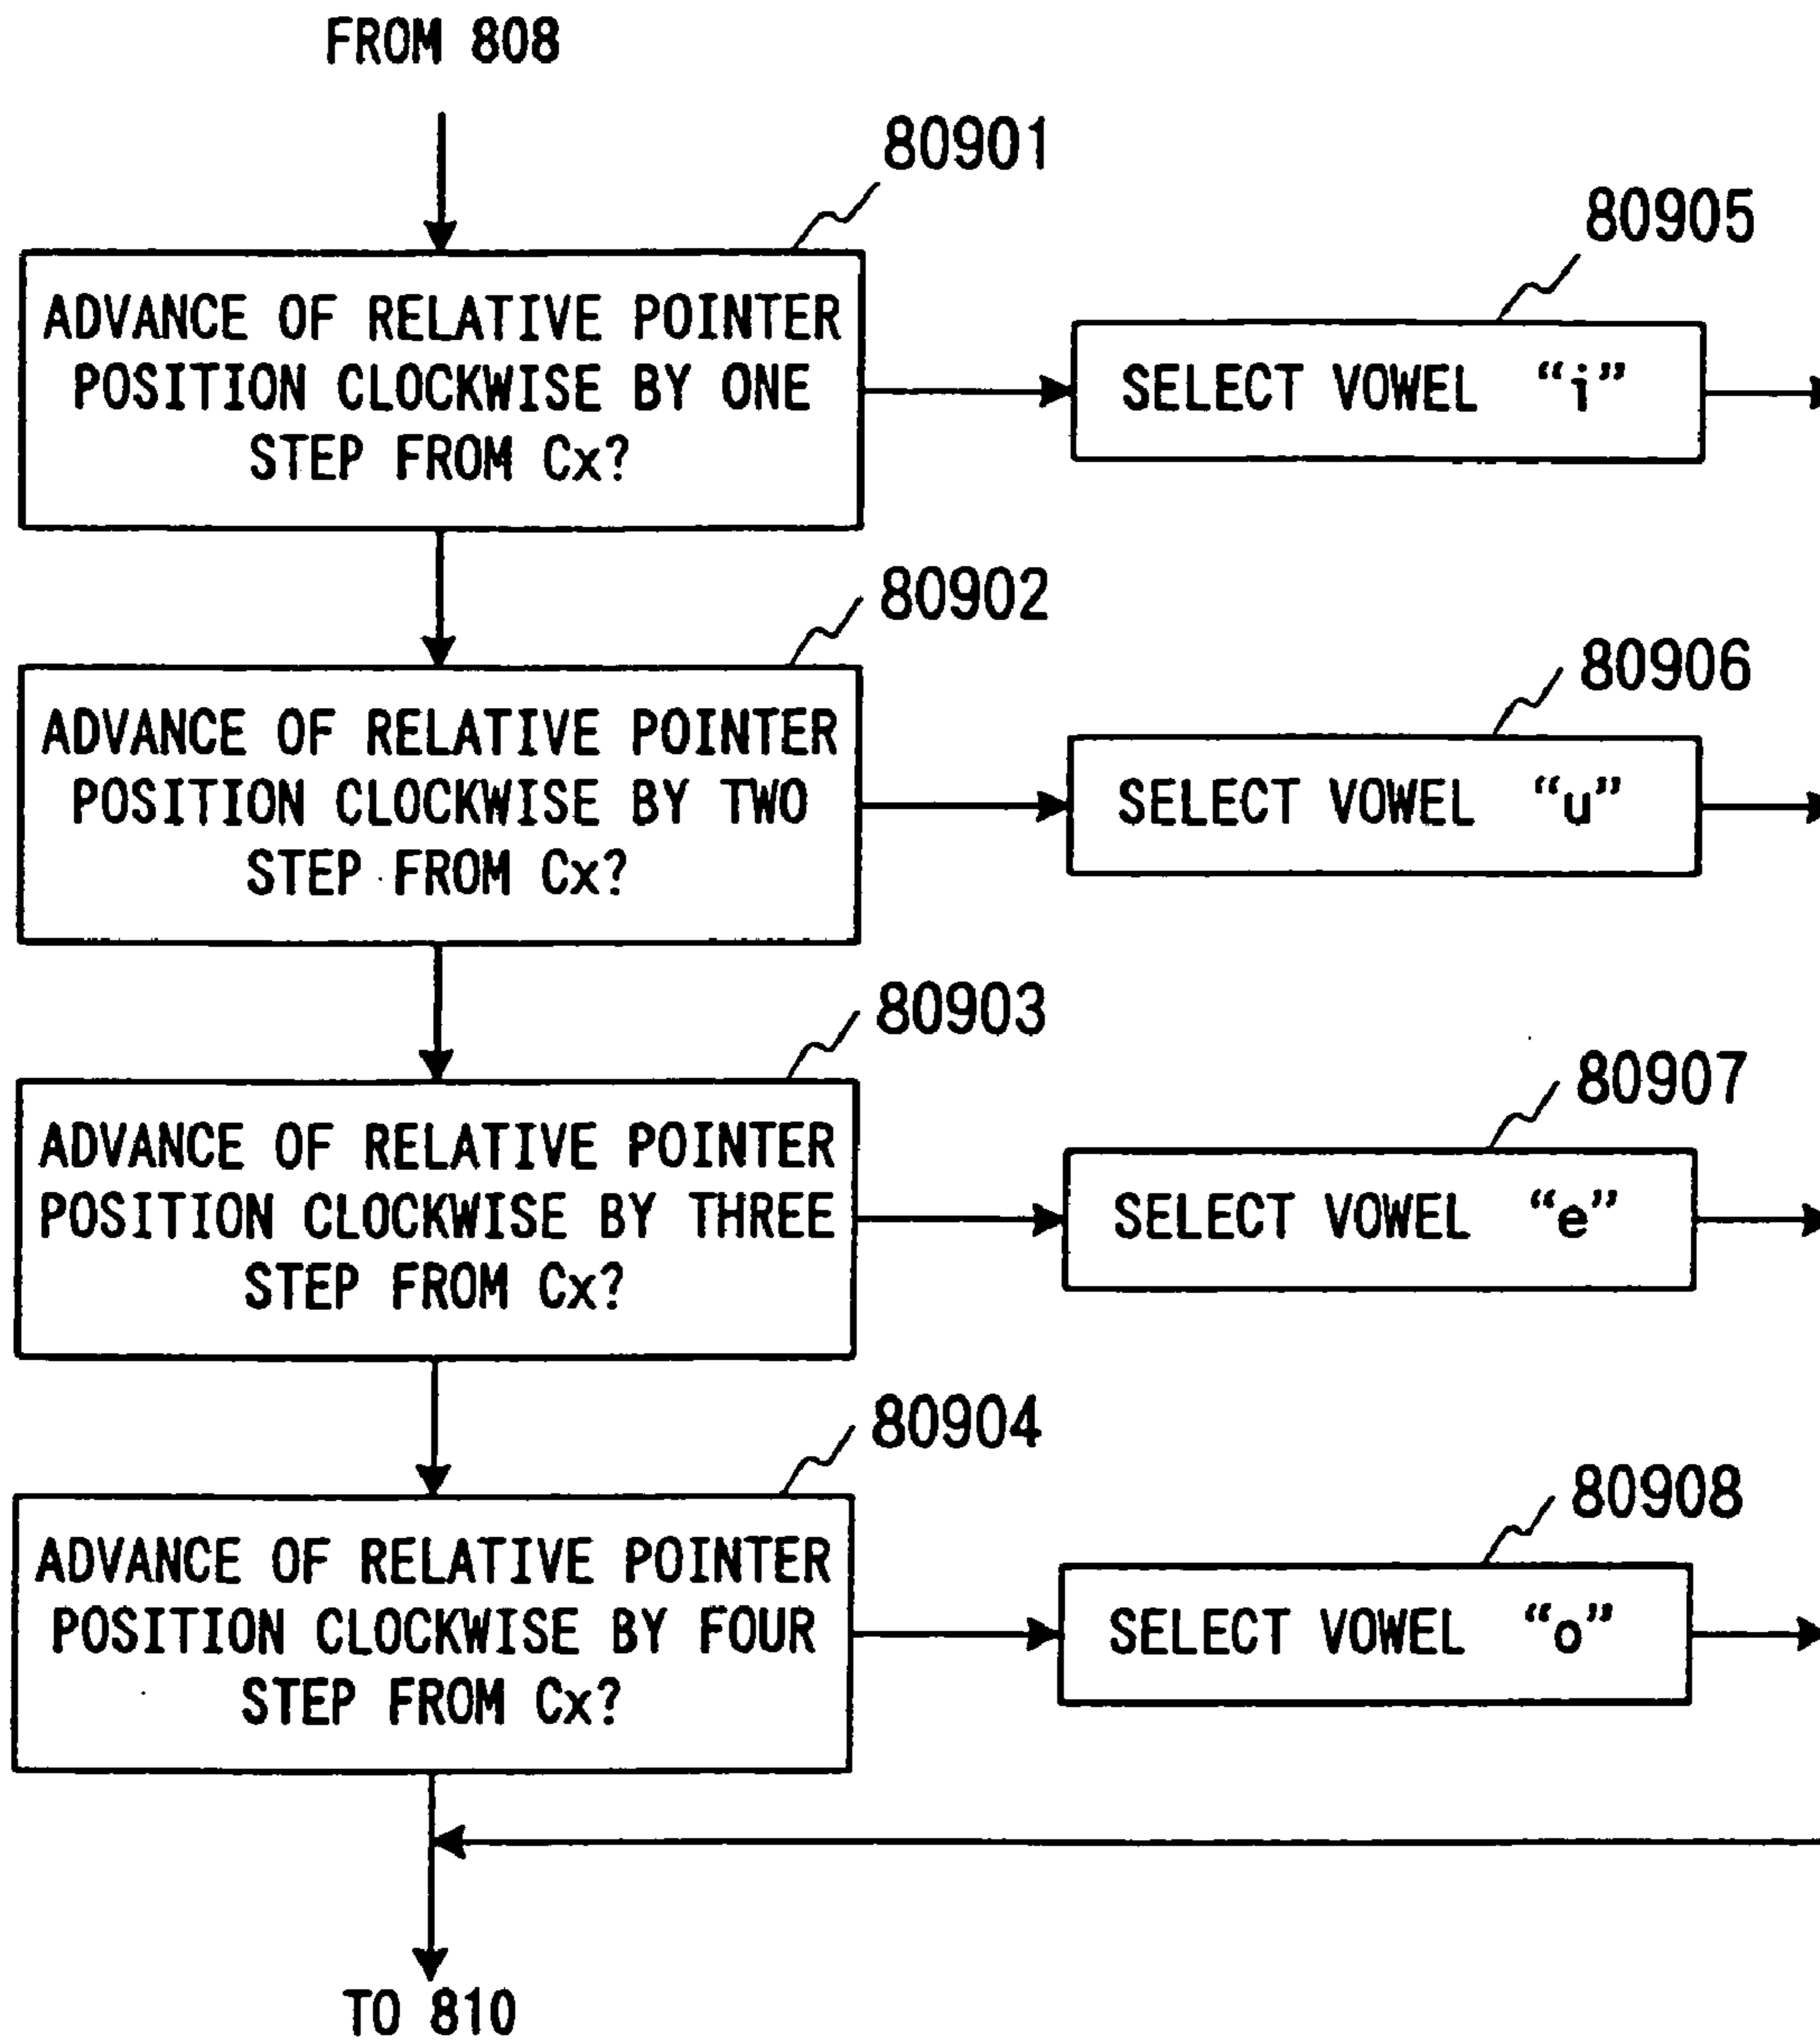 FROM 808
80901
ADVANCE OF RELATIVE POINTER
POSITION CLOCKWISE BY ONE
STEP FROM Cx?
80905
SELECT VOWEL “i”
80902
ADVANCE OF RELATIVE POINTER
POSITION CLOCKWISE BY TWO
STEP FROM Cx?
80906
SELECT VOWEL “u”
80903
ADVANCE OF RELATIVE POINTER
POSITION CLOCKWISE BY THREE
STEP FROM Cx?
80907
SELECT VOWEL “e”
80904
ADVANCE OF RELATIVE POINTER
POSITION CLOCKWISE BY FOUR
STEP FROM Cx?
80908
SELECT VOWEL “o”
TO 810